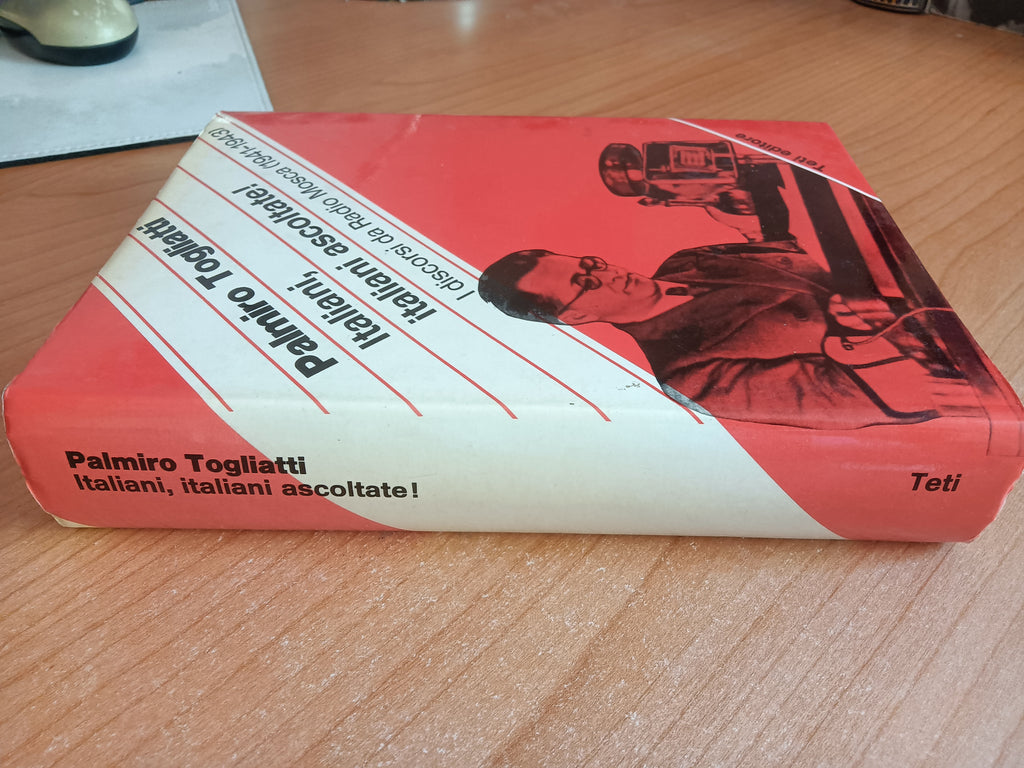 Palmiro Togliatti
Italiani,
italiani ascoltate!
I discorsi da Radio Mosca (1941-1943)
Teti editore
Palmiro Togliatti
Italiani, italiani ascoltate!
Teti